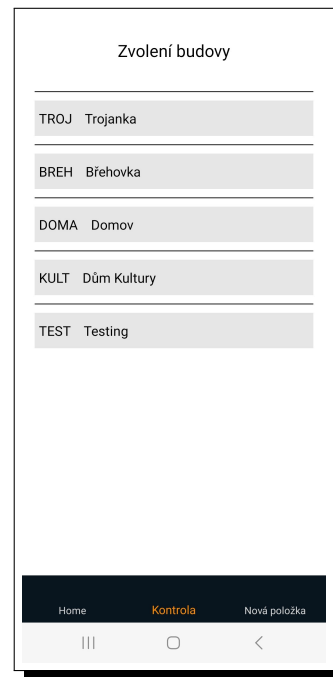 Zvolení budovy
TROJ Trojanka
BREH Břehovka
DOMA Domov
KULT Dům Kultury
TEST Testing
Home Kontrola Nová položka